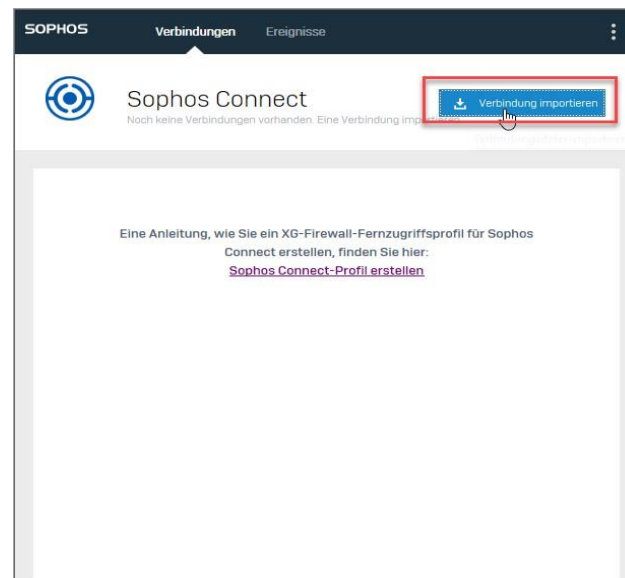 SOPHOS
Verbindungen
Ereignisse
Sophos Connect
Verbindung importieren
Noch keine Verbindungen vorhanden. Eine Verbindung importieren
Eine Anleitung, wie Sie ein XG-Firewall-Fernzugriffsprofil für Sophos
Connect erstellen, finden Sie hier:
Sophos Connect-Profil erstellen